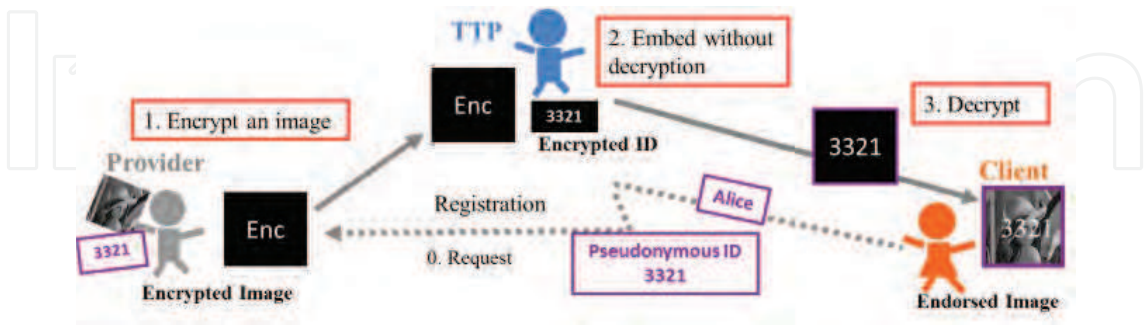 TTP
2. Embed without
decryption
Enc
3321
Encrypted ID
1. Encrypt an image
3. Decrypt
3321
Provider
3321
Enc
Encrypted Image
Registration
0. Request
Alice
Pseudonymous ID
3321
Client
3321
Endorsed Image